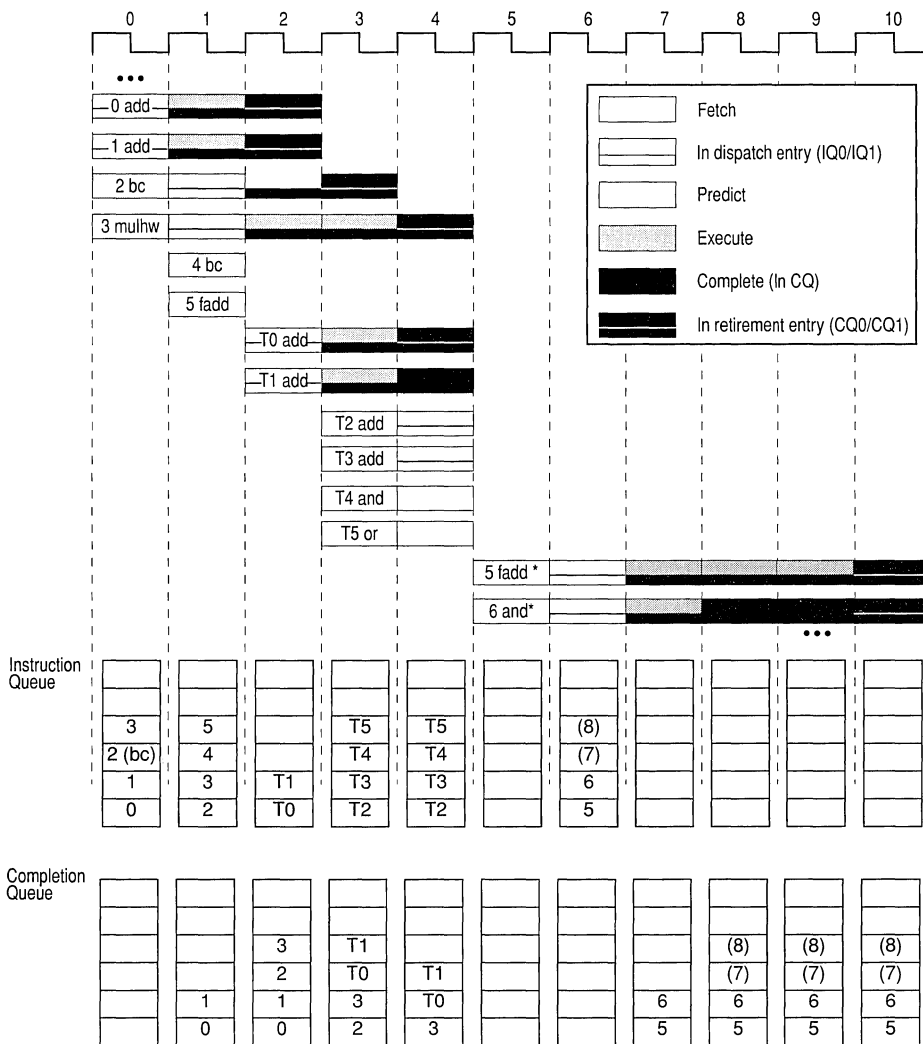 0 1 2 3 4 5 6 7 8 9 10
•••
0 add
1 add
2 bc
3 mulhw
4 bc
5 fadd
T0 add
T1 add
T2 add
T3 add
T4 and
T5 or
5 fadd *
6 and*
•••
Fetch
In dispatch entry (IQ0/IQ1)
Predict
Execute
Complete (In CQ)
In retirement entry (CQ0/CQ1)
Instruction
Queue
3 5 T5 T5 (8)
2 (bc) 4 T4 T4 (7)
1 3 T1 T3 T3 6
0 2 T0 T2 T2 5
Completion
Queue
3 T1 (8) (8) (8)
2 T0 T1 (7) (7) (7)
1 1 3 T0 6 6 6 6
0 0 2 3 5 5 5 5